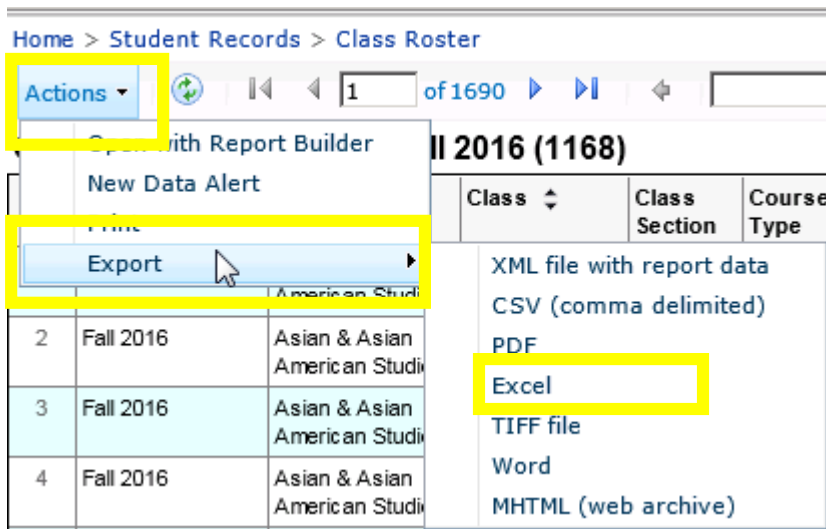 Home > Student Records > Class Roster
Actions 1 of 1690
Open with Report Builder
ll 2016 (1168)
New Data Alert
Print
Export
Class
Class Section
Course Type
XML file with report data
CSV (comma delimited)
PDF
Excel
TIFF file
Word
MHTML (web archive)
American Studi
2 Fall 2016 Asian & Asian
American Studi
3 Fall 2016 Asian & Asian
American Studi
4 Fall 2016 Asian & Asian
American Studi